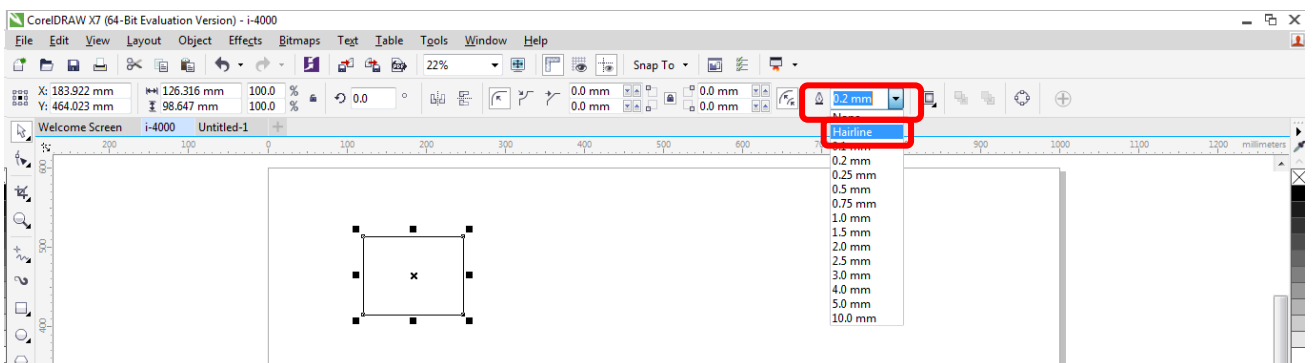 CorelDRAW X7 (64-Bit Evaluation Version) - i-4000
File Edit View Layout Object Effects Bitmaps Text Table Tools Window Help
22% Snap To
X: 183.922 mm 126.316 mm 100.0 % 0.0 ° 0.0 mm 0.0 mm 0.2 mm
Y: 464.023 mm 98.647 mm 100.0 % 0.0 mm 0.0 mm
None
Welcome Screen i-4000 Untitled-1
Hairline
200 100 0 100 200 300 400 500 600 900 1000 1100 1200 millimeters
0.1 mm
0.2 mm
0.25 mm
0.5 mm
0.75 mm
1.0 mm
1.5 mm
2.0 mm
2.5 mm
3.0 mm
4.0 mm
5.0 mm
10.0 mm
500
400